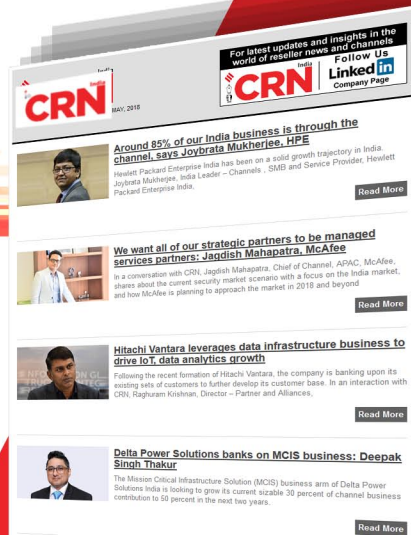 For latest updates and insights in the
world of reseller news and channels
India
CRN
Follow Us
Linked in
Company Page
India
CRN
MAY, 2018
Around 85% of our India business is through the
channel, says Joybrata Mukherjee, HPE
Hewlett Packard Enterprise India has been on a solid growth trajectory in India.
Joybrata Mukherjee, India Leader – Channels , SMB and Service Provider, Hewlett
Packard Enterprise India,
Read More
We want all of our strategic partners to be managed
services partners: Jagdish Mahapatra, McAfee
In a conversation with CRN, Jagdish Mahapatra, Chief of Channel, APAC, McAfee,
shares about the current security market scenario with a focus on the India market,
and how McAfee is planning to approach the market in 2018 and beyond
Read More
Hitachi Vantara leverages data infrastructure business to
drive IoT, data analytics growth
Following the recent formation of Hitachi Vantara, the company is banking upon its
existing sets of customers to further develop its customer base. In an interaction with
CRN, Raghuram Krishnan, Director – Partner and Alliances,
Read More
Delta Power Solutions banks on MCIS business: Deepak
Singh Thakur
The Mission Critical Infrastructure Solution (MCIS) business arm of Delta Power
Solutions India is looking to grow its current sizable 30 percent of channel business
contribution to 50 percent in the next two years.
Read More